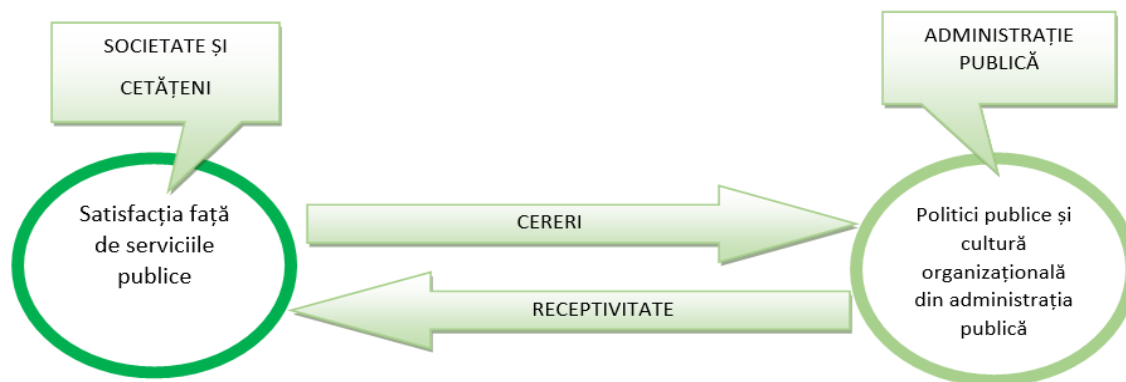 SOCIETATE ȘI
CETĂȚENI
ADMINISTRAȚIE
PUBLICĂ
Satisfacția față
de serviciile
publice
CERERI
RECEPTIVITATE
Politici publice și
cultură
organizațională
din administrația
publică